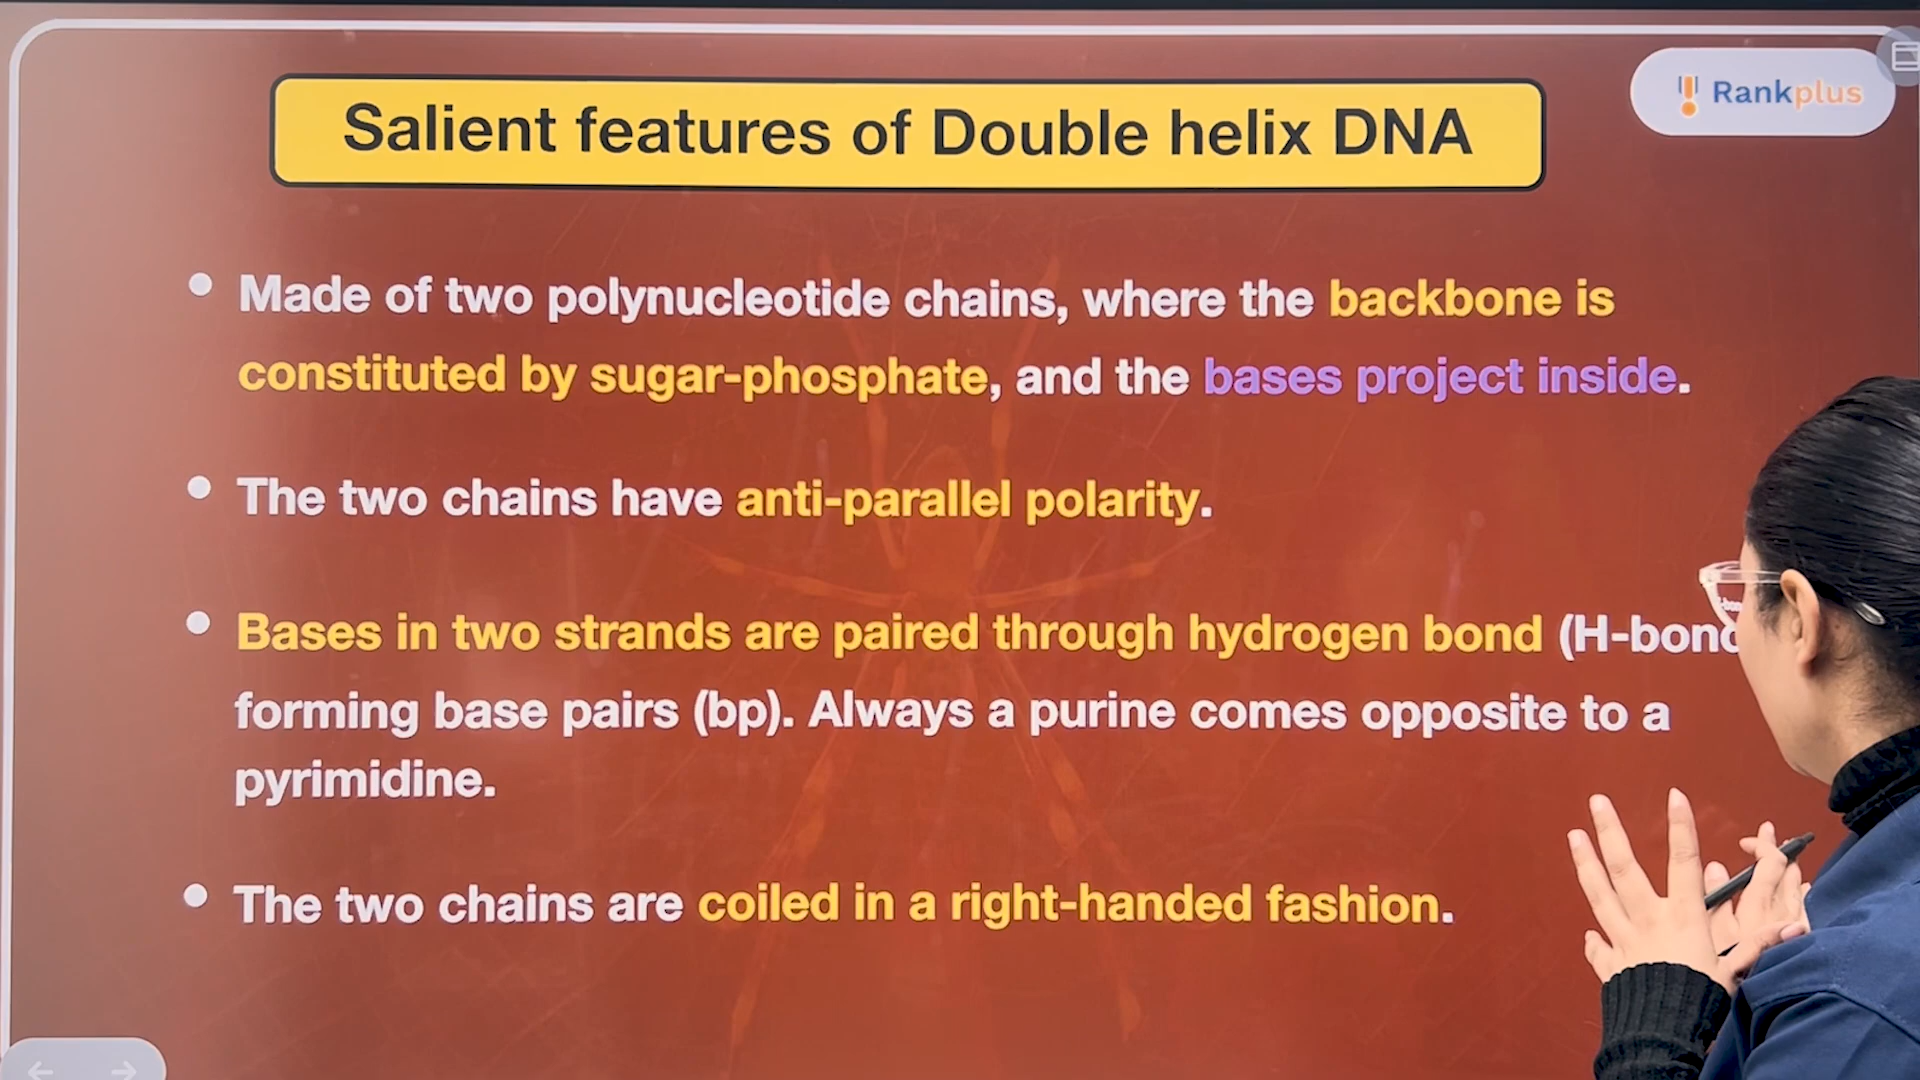 Salient features of Double helix DNA
Rankplus
Made of two polynucleotide chains, where the backbone is
constituted by sugar-phosphate, and the bases project inside.
The two chains have anti-parallel polarity.
Bases in two strands are paired through hydrogen bond
forming base pairs (bp). Always a purine comes opposite to a
pyrimidine.
The two chains are coiled in a right-handed fashion.